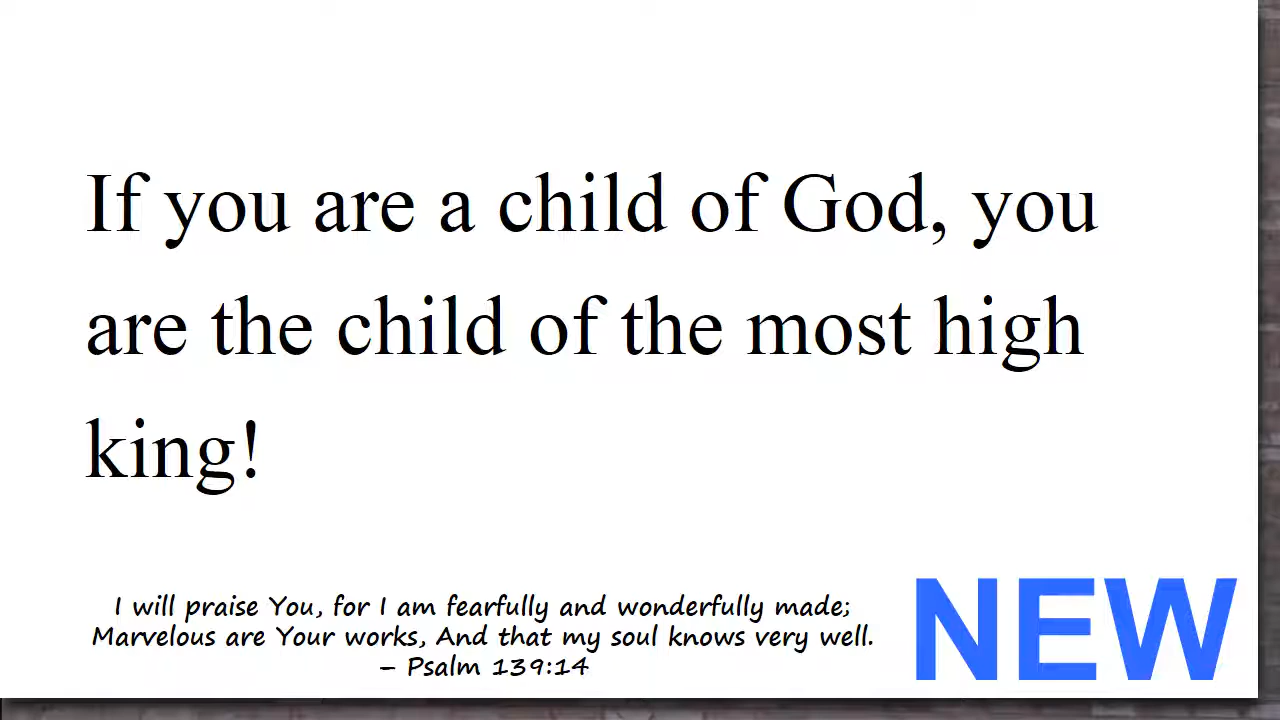 If you are a child of God, you
are the child of the most high
king!
I will praise You, for I am fearfully and wonderfully made;
Marvelous are Your works, And that my soul knows very well.
– Psalm 139:14
NEW